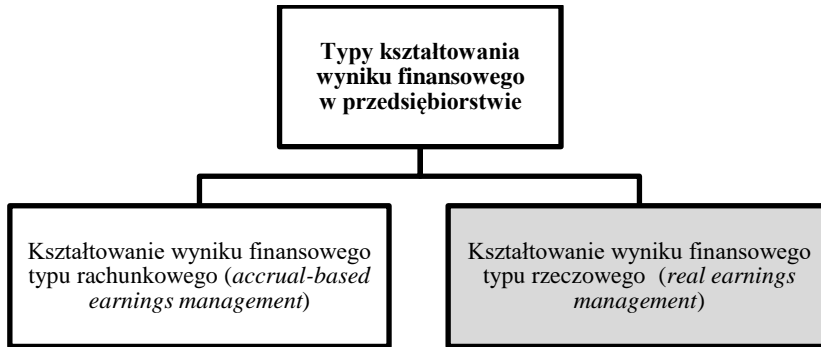 Typy kształtowania
wyniku finansowego
w przedsiębiorstwie
Kształtowanie wyniku finansowego
typu rachunkowego (accrual-based
earnings management)
Kształtowanie wyniku finansowego
typu rzeczowego (real earnings
management)